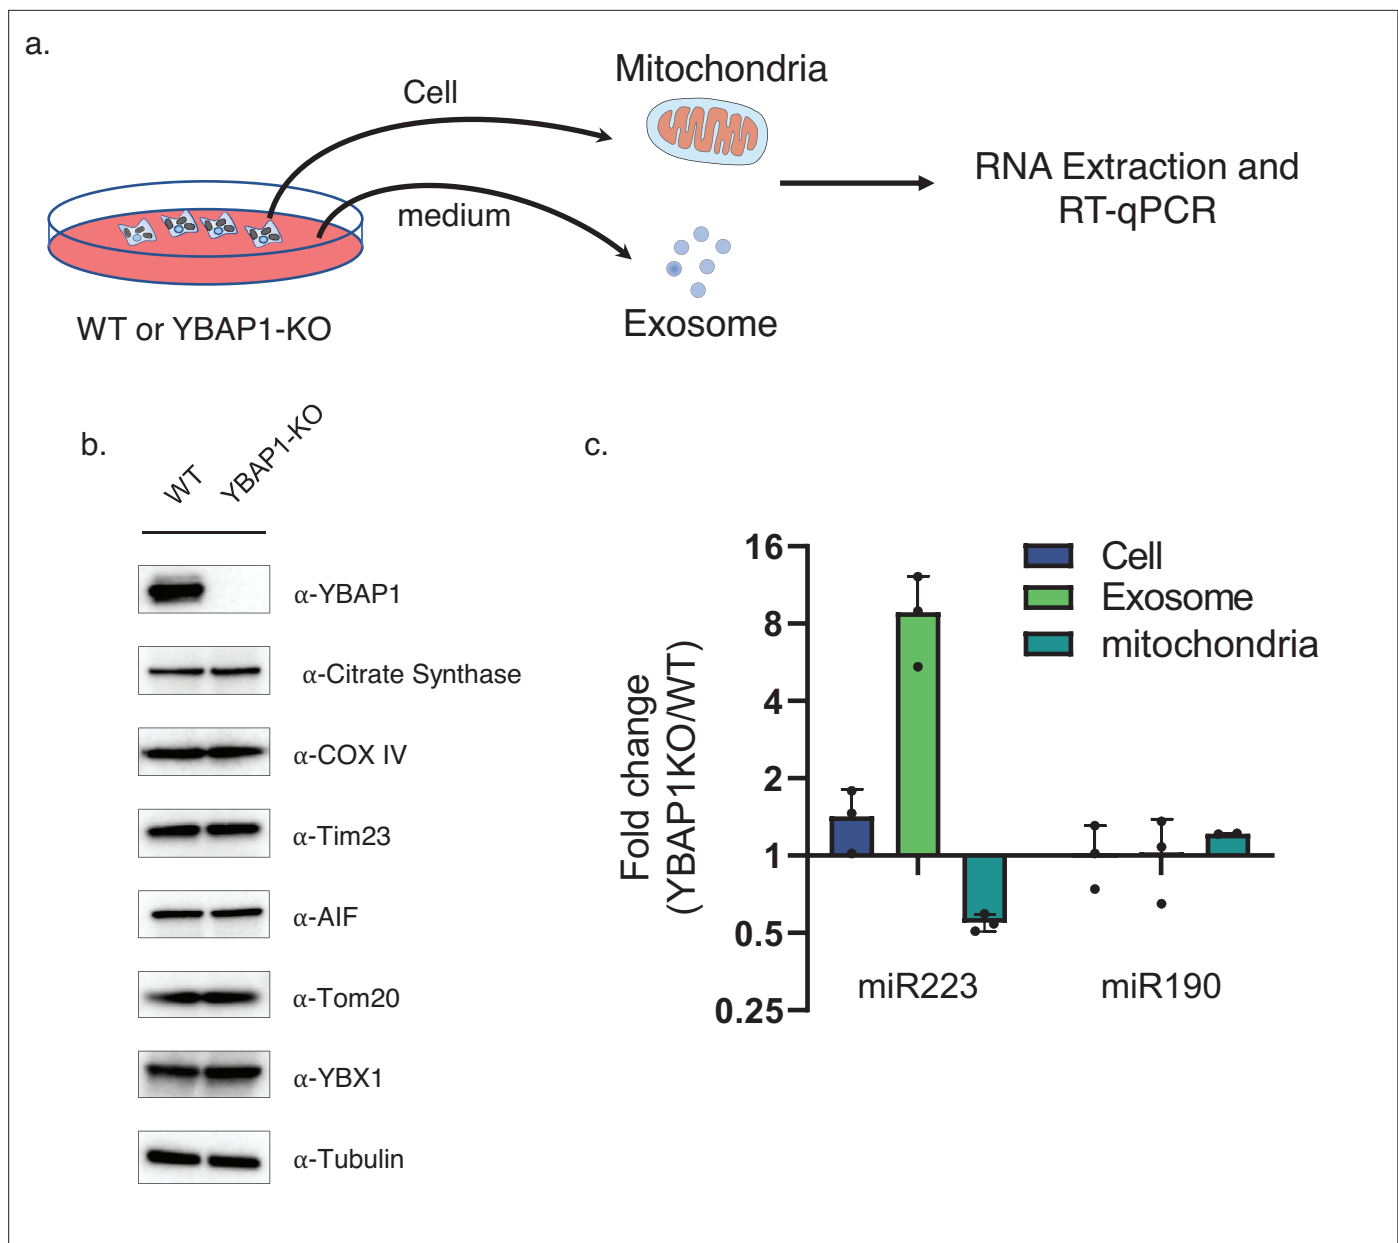 a.
Cell
Mitochondria
medium
Exosome
RNA Extraction and
RT-qPCR
WT or YBAP1-KO
b.
WT
YBAP1-KO
α-YBAP1
α-Citrate Synthase
α-COX IV
α-Tim23
α-AIF
α-Tom20
α-YBX1
α-Tubulin
c.
Fold change
(YBAP1KO/WT)
16
8
4
2
1
0.5
0.25
Cell
Exosome
mitochondria
miR223
miR190